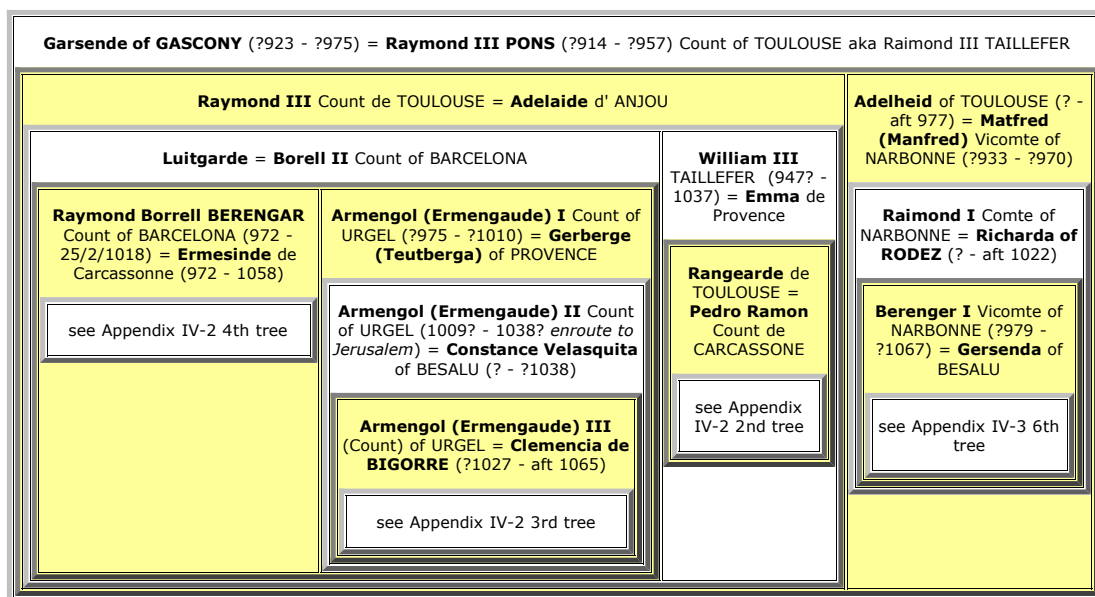 Garsende of GASCONY (?923 - ?975) = Raymond III PONS (?914 - ?957) Count of TOULOUSE aka Raimond III TAILLEFER
Raymond III Count de TOULOUSE = Adelaide d' ANJOU
Luitgarde = Borell II Count of BARCELONA
Raymond Borrell BERENGAR
Count of BARCELONA (972 -
25/2/1018) = Ermesinde de
Carcassonne (972 - 1058)
see Appendix IV-2 4th tree
Armengol (Ermengaude) I Count of
URGEL (?975 - ?1010) = Gerberge
(Teutberga) of PROVENCE
Armengol (Ermengaude) II Count
of URGEL (1009? - 1038? enroute to
Jerusalem) = Constance Velasquita
of BESALU (? - ?1038)
Armengol (Ermengaude) III
(Count) of URGEL = Clemencia de
BIGORRE (?1027 - aft 1065)
see Appendix IV-2 3rd tree
William III
TAILLEFER (947? -
1037) = Emma de
Provence
Rangearde de
TOULOUSE =
Pedro Ramon
Count de
CARCASSONE
see Appendix
IV-2 2nd tree
Adelheid of TOULOUSE (? -
aft 977) = Matfred
(Manfred) Vicomte of
NARBONNE (?933 - ?970)
Raimond I Comte of
NARBONNE = Richarda of
RODEZ (? - aft 1022)
Berenger I Vicomte of
NARBONNE (?979 -
?1067) = Gersenda of
BESALU
see Appendix IV-3 6th
tree